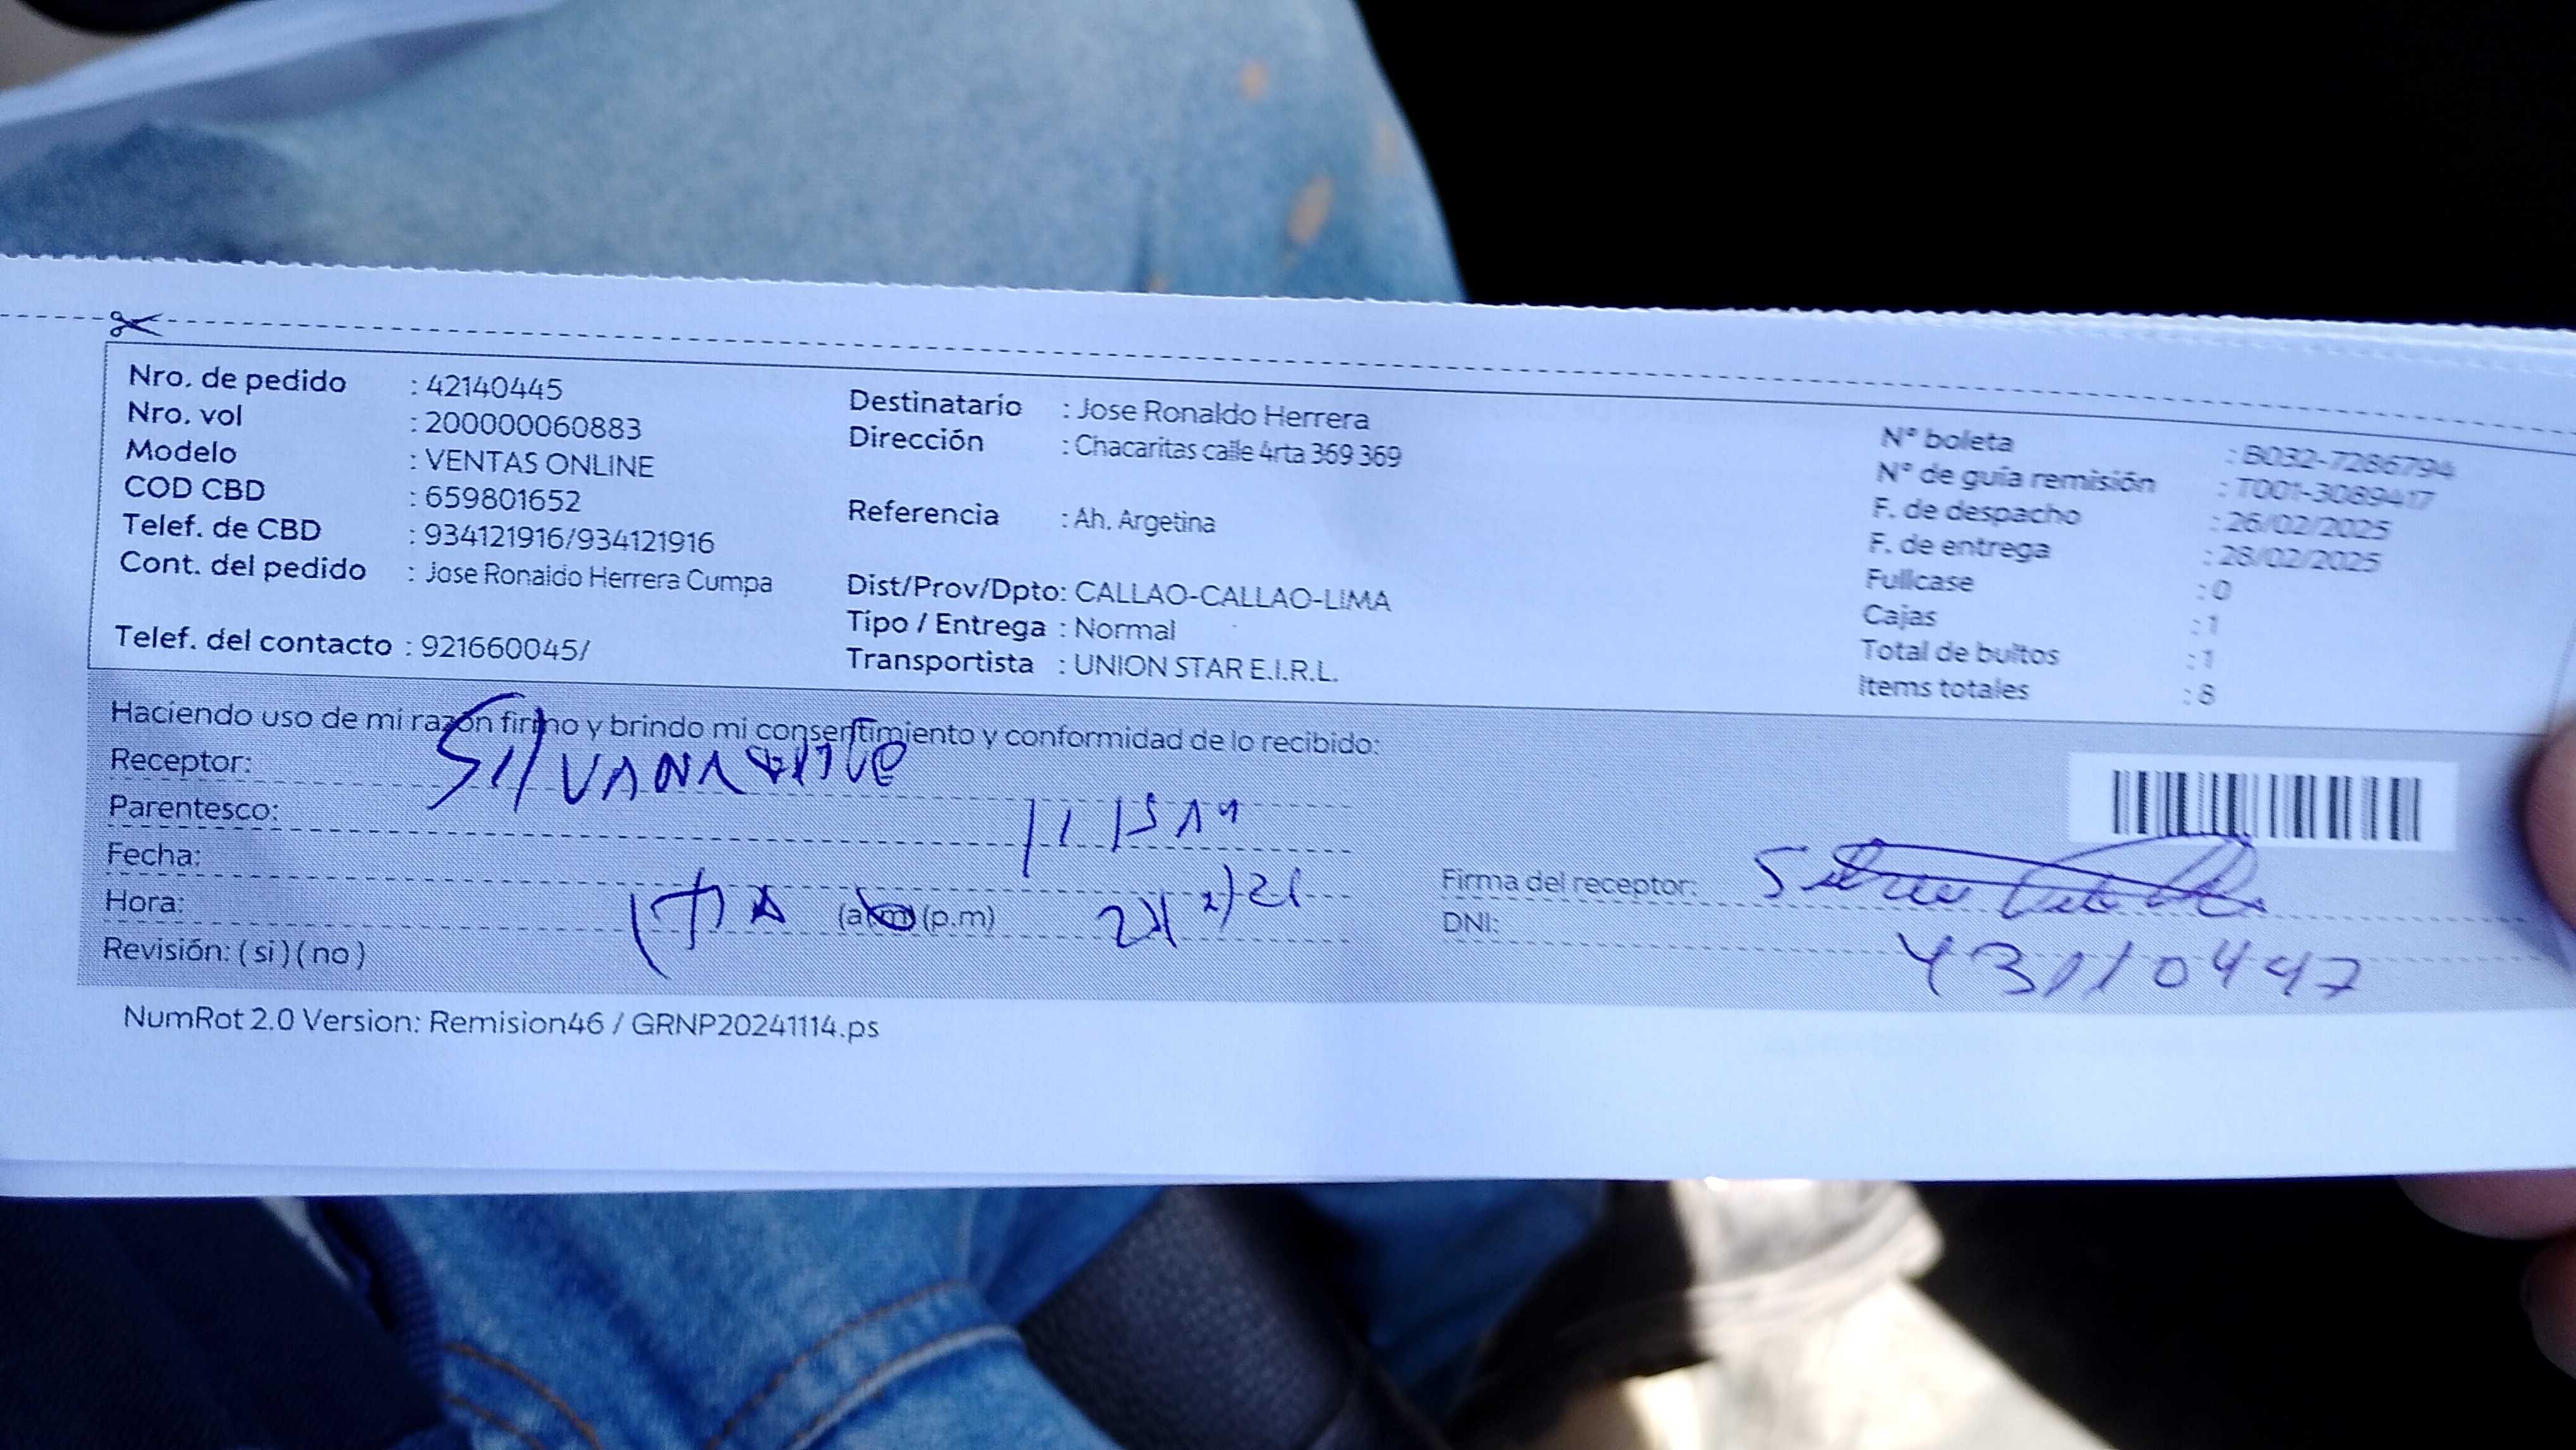 Nro. de pedido : 42140445
Nro. vol : 200000060883
Modelo : VENTAS ONLINE
COD CBD : 659801652
Telef. de CBD : 934121916/934121916
Cont. del pedido : Jose Ronaldo Herrera Cumpa
Telef. del contacto : 921660045/
Destinatario : Jose Ronaldo Herrera
Dirección : Chacaritas calle 4rta 369 369
Referencia : Ah. Argetina
Dist/Prov/Dpto: CALLAO-CALLAO-LIMA
Tipo / Entrega : Normal
Transportista : UNION STAR E.I.R.L.
N° boleta : B032-7286794
N° de guía remisión : T001-3089417
F. de despacho : 26/02/2025
F. de entrega : 28/02/2025
Fullcase : 0
Cajas : 1
Total de bultos : 1
Items totales : 8
Haciendo uso de mi razón firmo y brindo mi consentimiento y conformidad de lo recibido:
Receptor: SILVANA
Parentesco:
Fecha:
Hora: (a.m) (p.m)
Revisión: ( si ) ( no )
Firma del receptor:
DNI: 43110447
NumRot 2.0 Version: Remision46 / GRNP20241114.ps